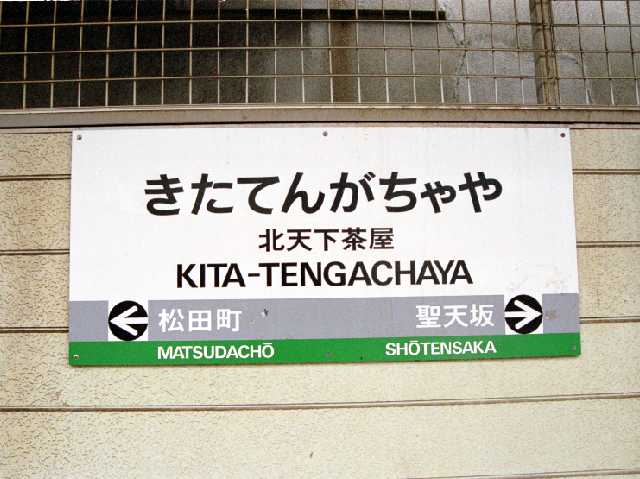 きたてんがちゃや
北天下茶屋
KITA-TENGACHAYA
松田町 聖天坂
MATSUDACHŌ SHŌTENSAKA